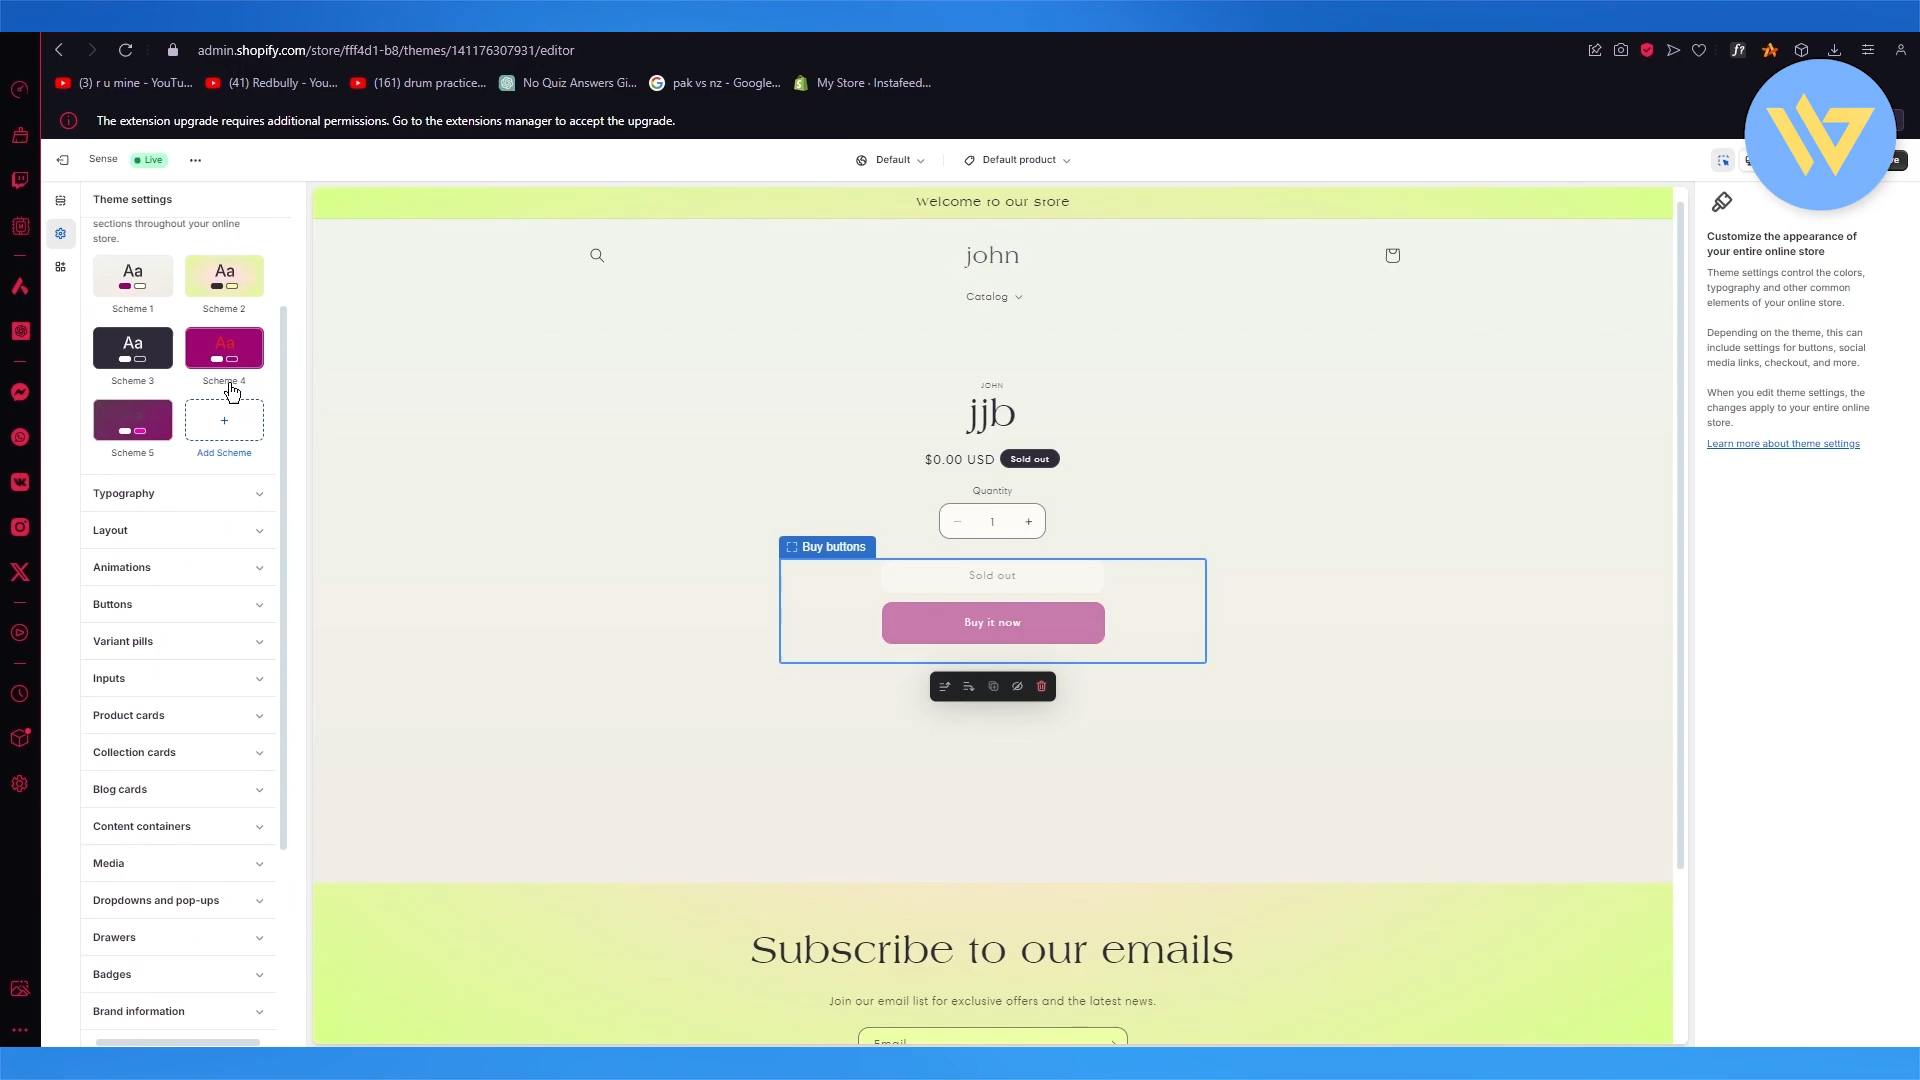 admin.shopify.com/store/fff4d1-b8/themes/141176307931/editor
(3) r u mine - YouTu...
(41) Redbully - You...
(161) drum practice...
No Quiz Answers Gi...
pak vs nz - Google...
My Store · Instafeed...
The extension upgrade requires additional permissions. Go to the extensions manager to accept the upgrade.
Sense
Live
Default
Default product
Theme settings
sections throughout your online
store.
Aa
Scheme 1
Aa
Scheme 2
Aa
Scheme 3
Aa
Scheme 4
Scheme 5
Add Scheme
Typography
Layout
Animations
Buttons
Variant pills
Inputs
Product cards
Collection cards
Blog cards
Content containers
Media
Dropdowns and pop-ups
Drawers
Badges
Brand information
Welcome to our store
john
Catalog
JOHN
jjb
$0.00 USD
Sold out
Quantity
1
Buy buttons
Sold out
Buy it now
Subscribe to our emails
Join our email list for exclusive offers and the latest news.
Email
Customize the appearance of
your entire online store
Theme settings control the colors,
typography and other common
elements of your online store.
Depending on the theme, this can
include settings for buttons, social
media links, checkout, and more.
When you edit theme settings, the
changes apply to your entire online
store.
Learn more about theme settings